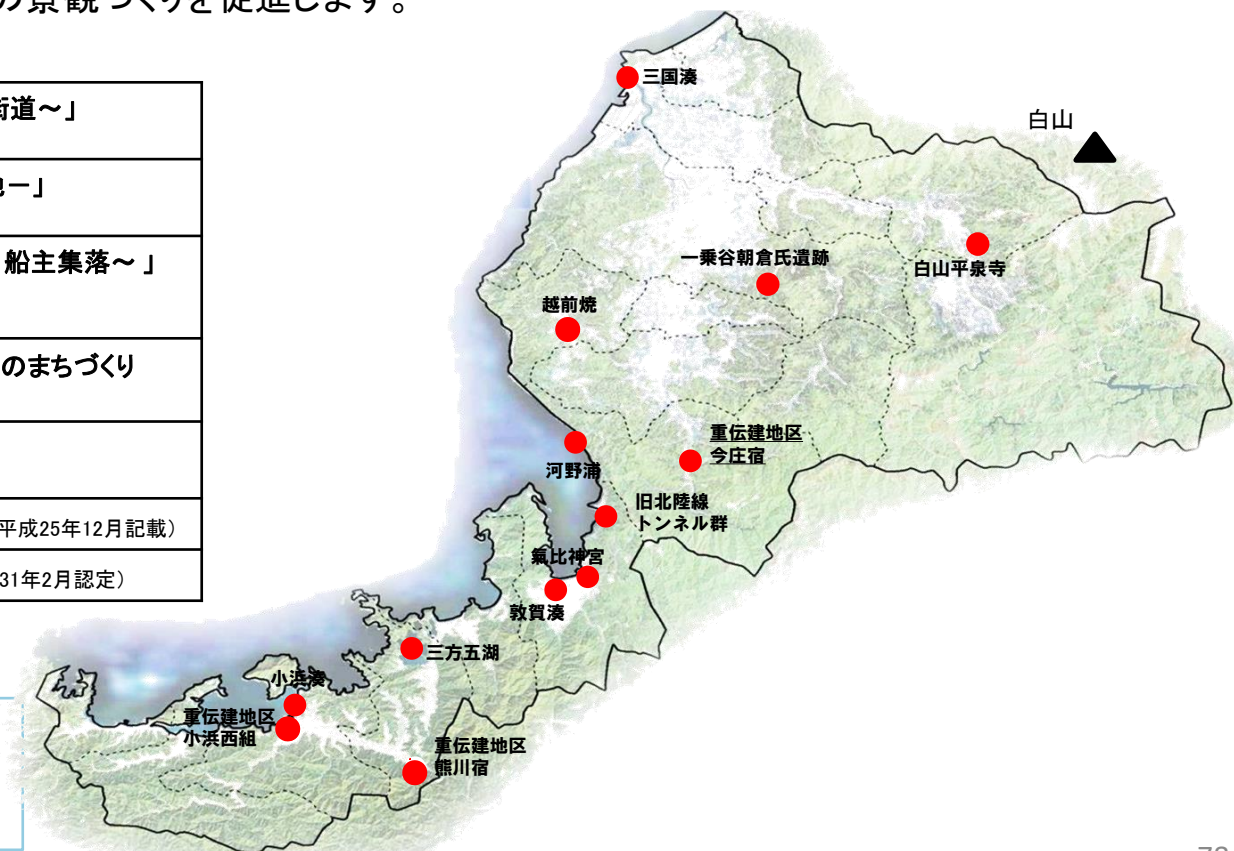 の景観づくりを促進します。
街道~」
地ー」
船主集落~ 」
のまちづくり
平成25年12月記載)
31年2月認定)
三国湊
白山
一乗谷朝倉氏遺跡
白山平泉寺
越前焼
重伝建地区
今庄宿
河野浦
旧北陸線
トンネル群
氣比神宮
敦賀湊
三方五湖
小浜湊
重伝建地区
小浜西組
重伝建地区
熊川宿